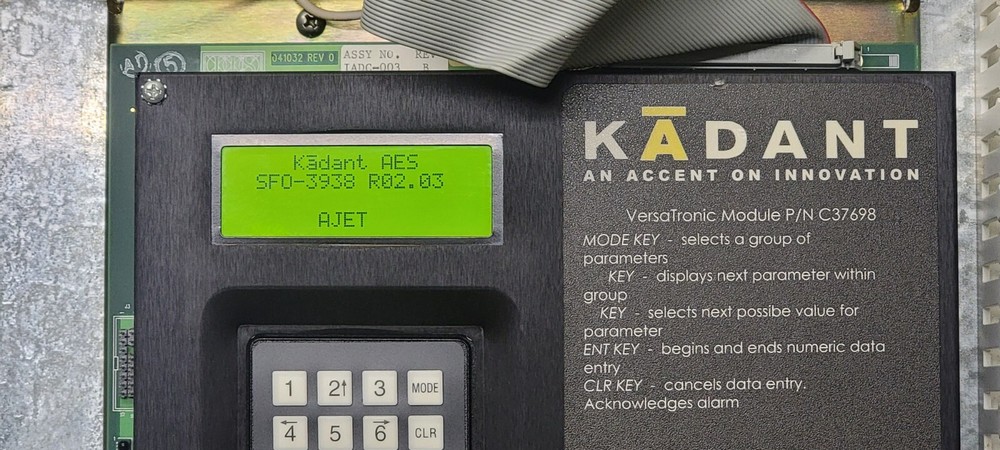 041032 REV 0
ASSY NO. REV
IADC-003 B
Kādant AES
SFO-3938 R02.03
AJET
KĀDANT
AN ACCENT ON INNOVATION
VersaTronic Module P/N C37698
MODE KEY - selects a group of
parameters
KEY - displays next parameter within
group
KEY - selects next possibe value for
parameter
ENT KEY - begins and ends numeric data
entry
CLR KEY - cancels data entry.
Acknowledges alarm
1 2↑ 3 MODE
4 5 6 CLR